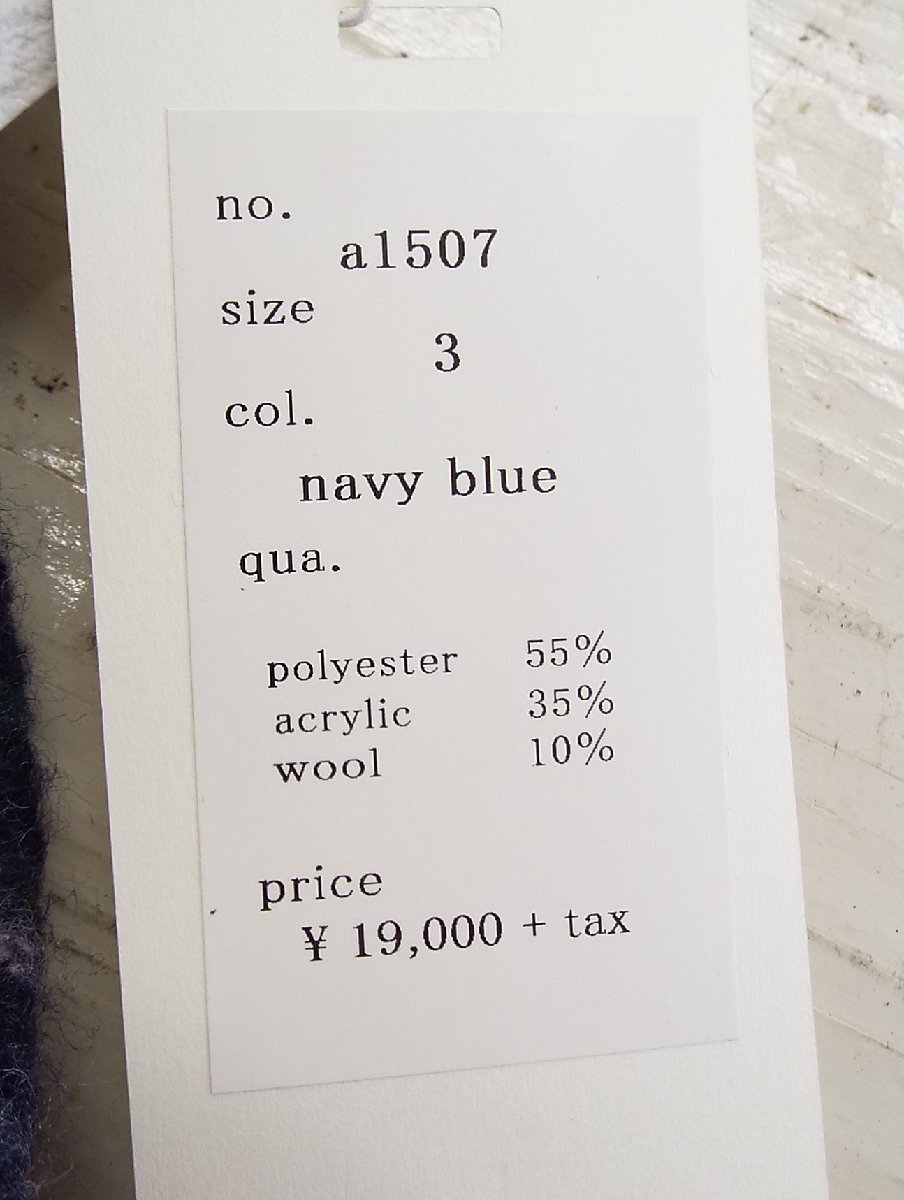 no.
a1507
size
3
col.
navy blue
qua.
polyester 55%
acrylic 35%
wool 10%
price
¥ 19,000 + tax